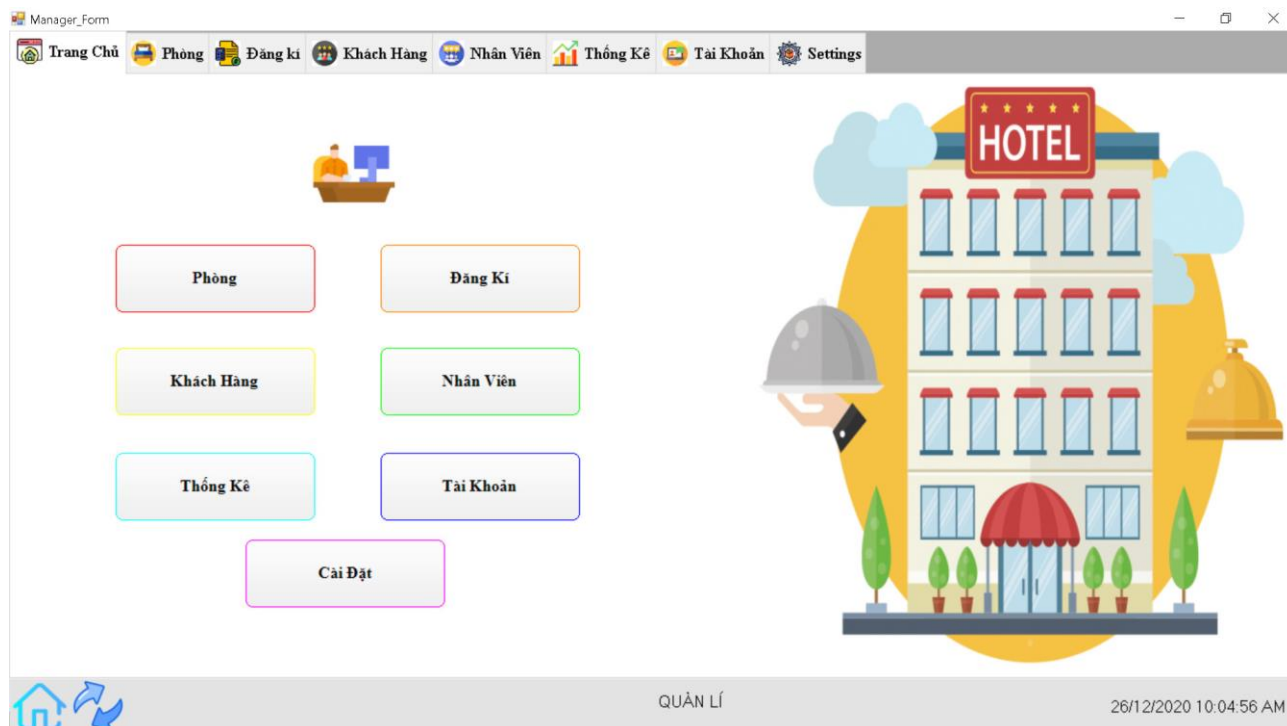 Manager_Form
Trang Chủ Phòng Đăng kí Khách Hàng Nhân Viên Thống Kê Tài Khoản Settings
HOTEL
Phòng Đăng Kí
Khách Hàng Nhân Viên
Thống Kê Tài Khoản
Cài Đặt
QUẢN LÍ
26/12/2020 10:04:56 AM